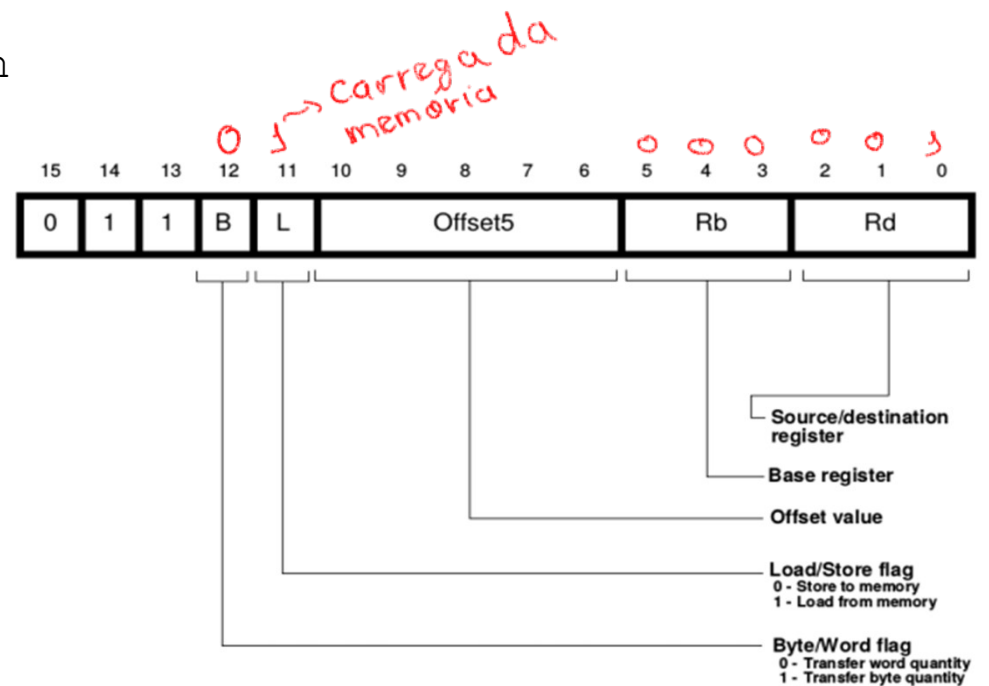 n
carrega da
memória
0 1
0 0 0 0 0 1
15 14 13 12 11 10 9 8 7 6 5 4 3 2 1 0
0 1 1 B L Offset5 Rb Rd
Source/destination
register
Base register
Offset value
Load/Store flag
0 - Store to memory
1 - Load from memory
Byte/Word flag
0 - Transfer word quantity
1 - Transfer byte quantity